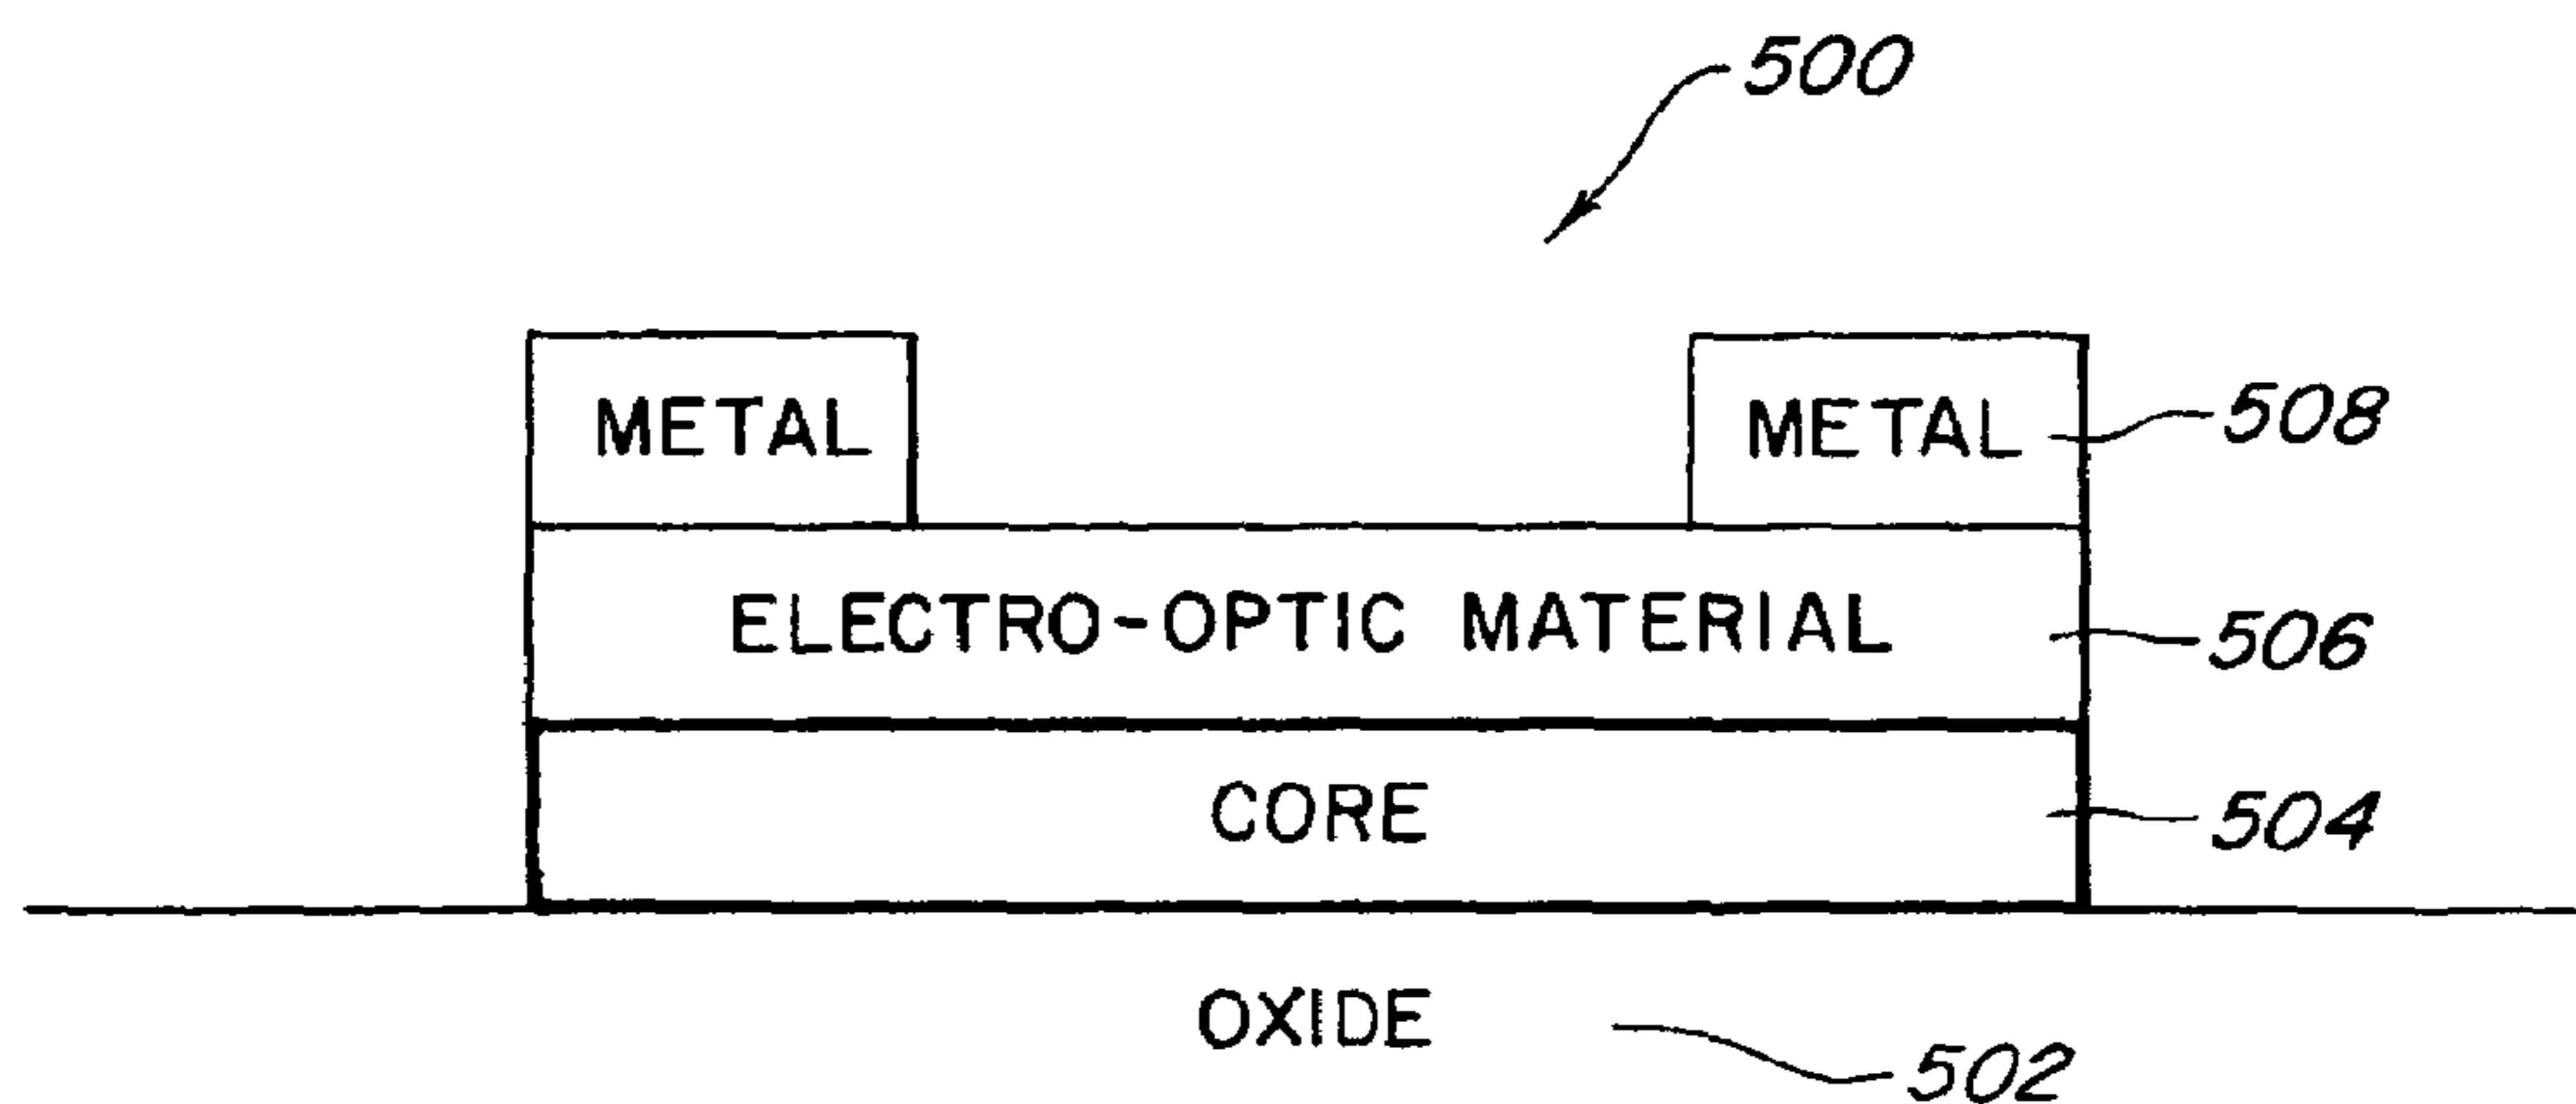 500
METAL METAL 508
ELECTRO-OPTIC MATERIAL 506
CORE 504
OXIDE 502